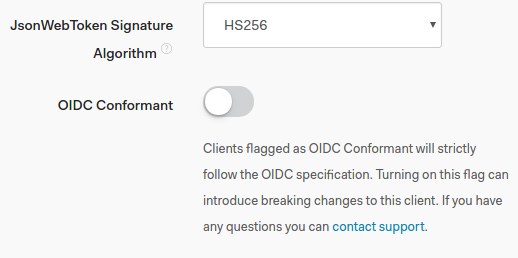 JsonWebToken Signature
Algorithm ?
HS256
OIDC Conformant
Clients flagged as OIDC Conformant will strictly
follow the OIDC specification. Turning on this flag can
introduce breaking changes to this client. If you have
any questions you can contact support.